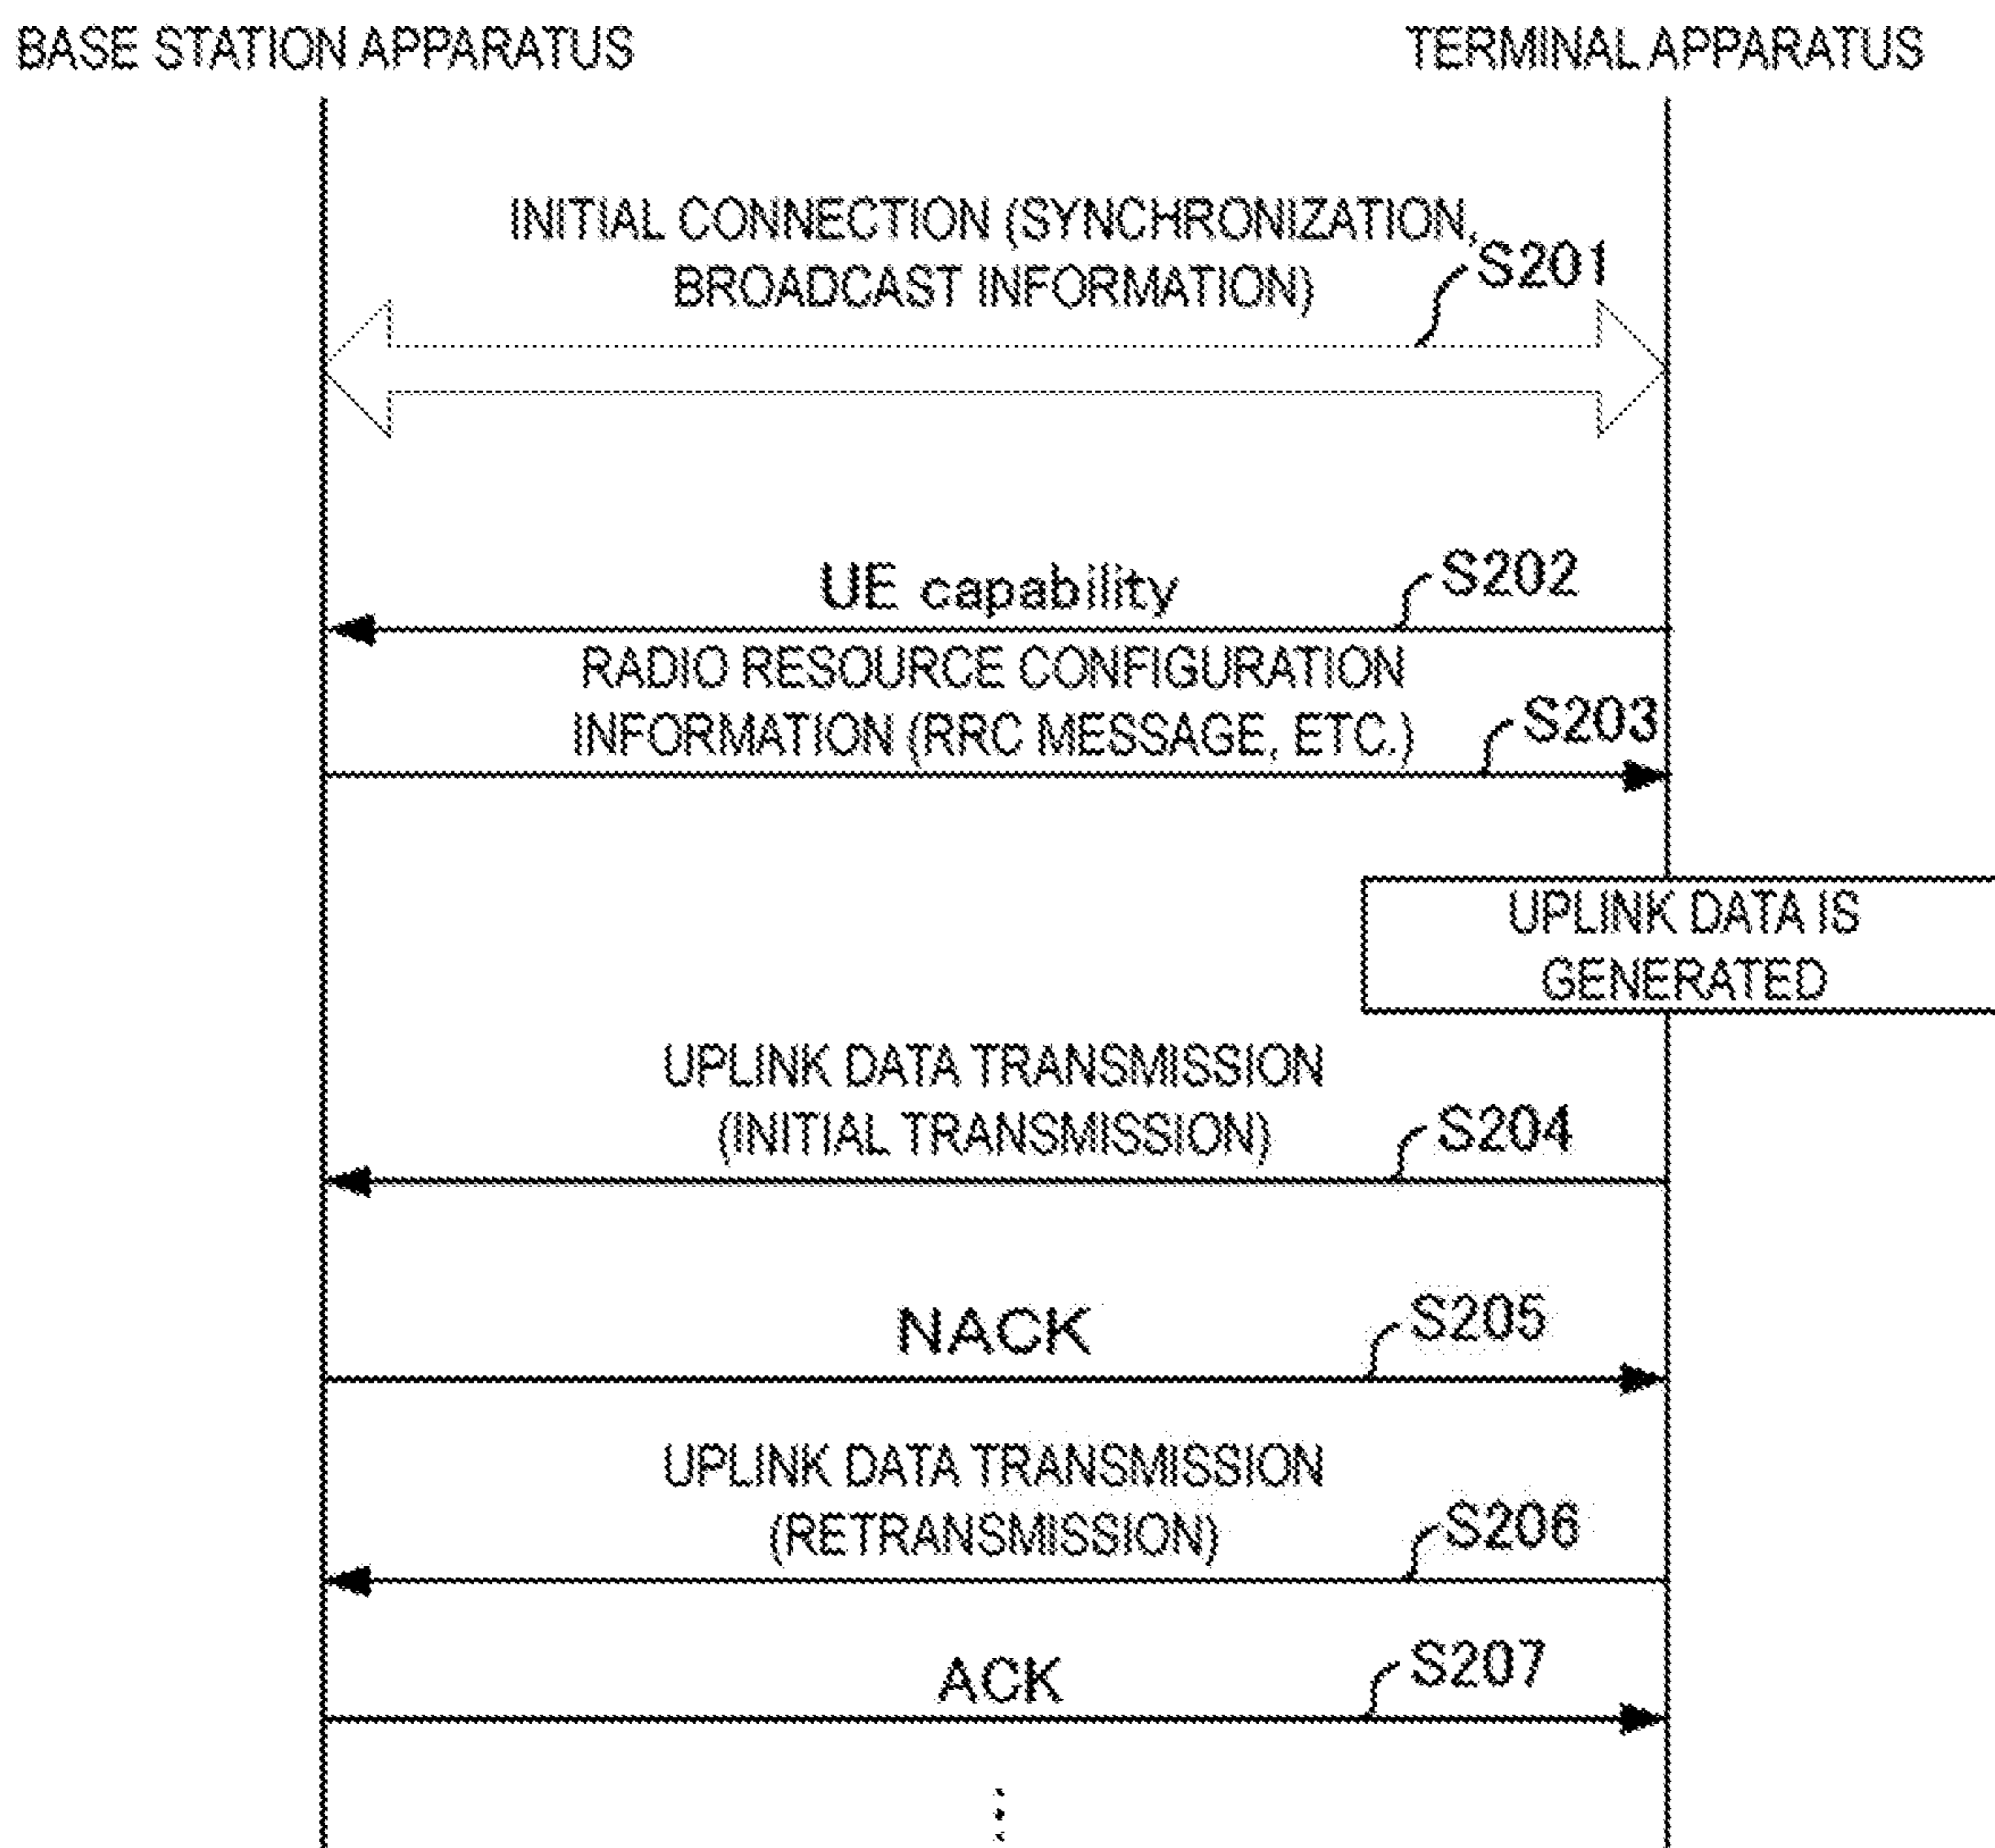 BASE STATION APPARATUS
TERMINAL APPARATUS
INITIAL CONNECTION (SYNCHRONIZATION,
BROADCAST INFORMATION)
S201
UE capability
S202
RADIO RESOURCE CONFIGURATION
INFORMATION (RRC MESSAGE, ETC.)
S203
UPLINK DATA IS
GENERATED
UPLINK DATA TRANSMISSION
(INITIAL TRANSMISSION)
S204
NACK
S205
UPLINK DATA TRANSMISSION
(RETRANSMISSION)
S206
ACK
S207